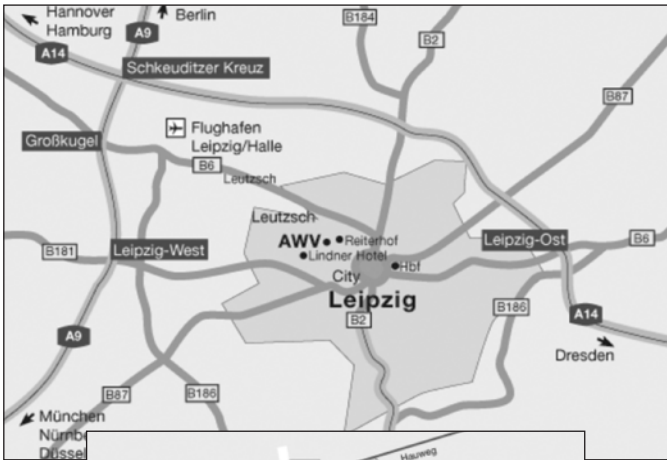 Hannover
Hamburg
A9
Berlin
B184
B2
A14
Schkeuditzer Kreuz
B87
Großkugel
Flughafen
Leipzig/Halle
B6
Leutzsch
Leutzsch
AWV
Reiterhof
Lindner Hotel
Leipzig-Ost
B6
B181
Leipzig-West
City
Hbf
Leipzig
B2
B186
A14
A9
Dresden
B87
B186
München
Hauweg